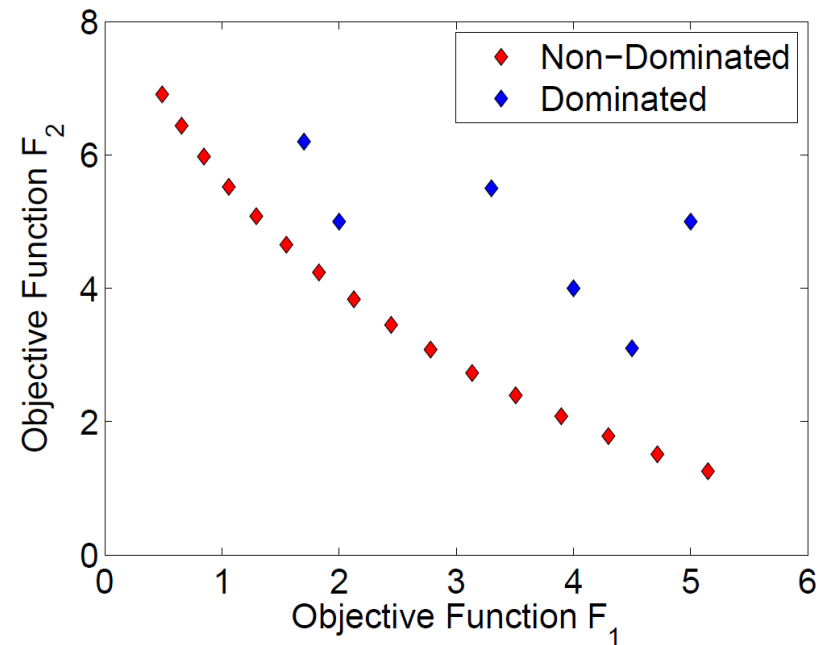 8
6
4
2
0
0 1 2 3 4 5 6
Objective Function F₂
Objective Function F₁
Non−Dominated
Dominated